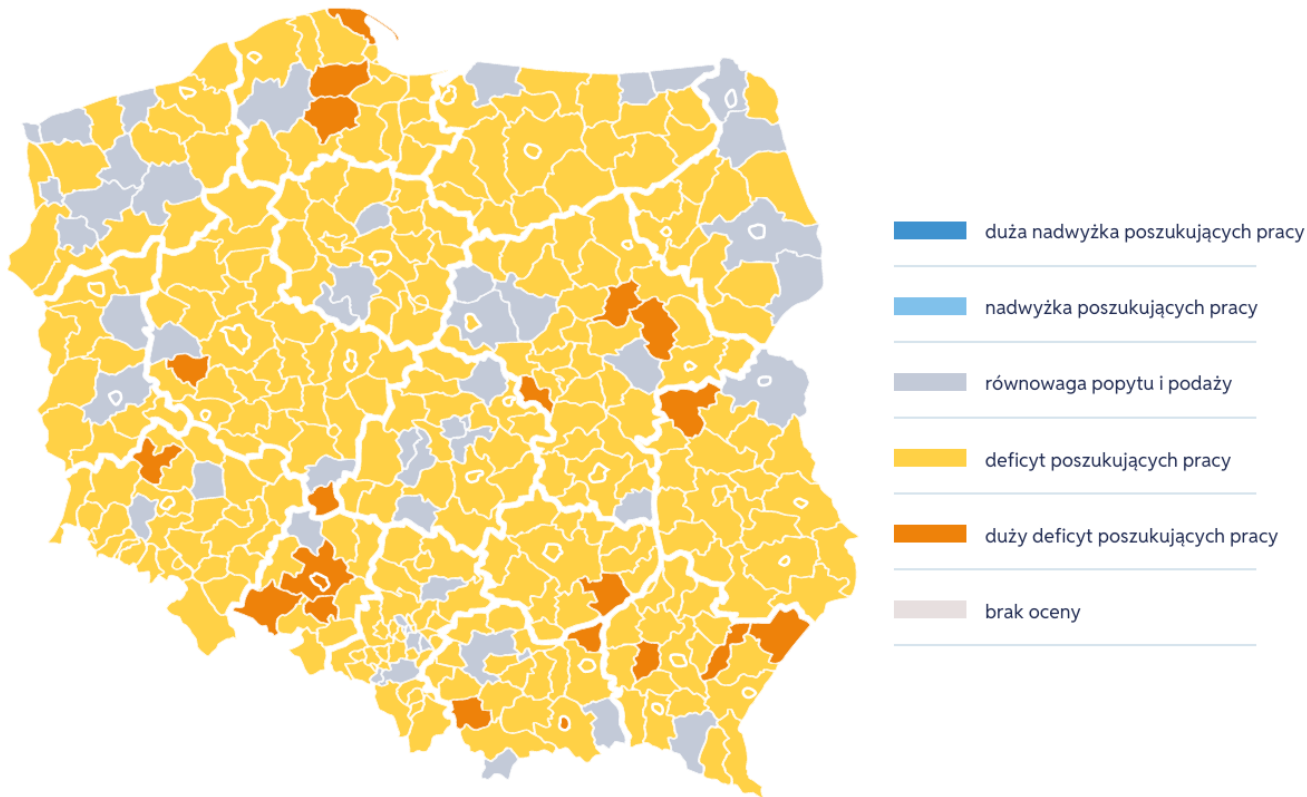 duża nadwyżka poszukujących pracy
nadwyżka poszukujących pracy
równowaga popytu i podaży
deficyt poszukujących pracy
duży deficyt poszukujących pracy
brak oceny